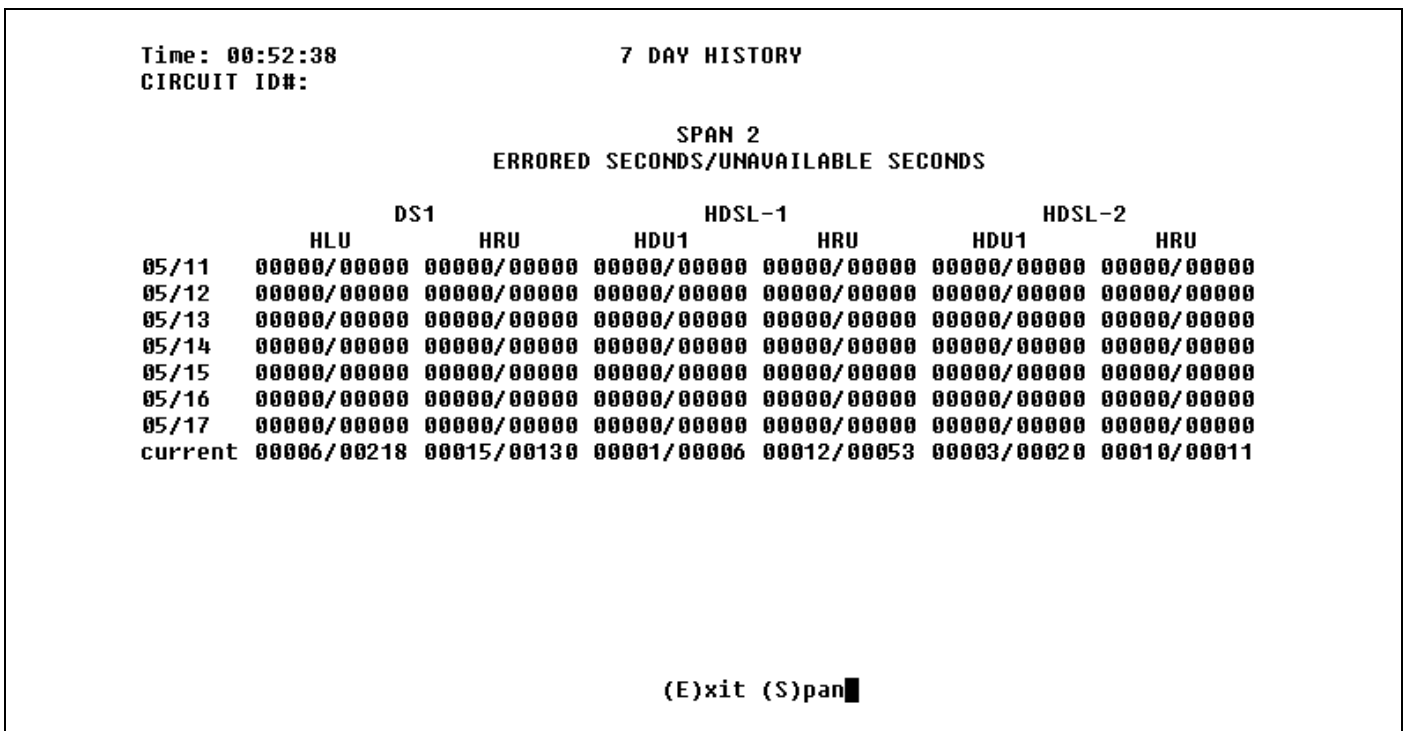 Time: 00:52:38 7 DAY HISTORY
CIRCUIT ID#:
SPAN 2
ERRORED SECONDS/UNAVAILABLE SECONDS
DS1 HDSL-1 HDSL-2
HLU HRU HDU1 HRU HDU1 HRU
05/11 00000/00000 00000/00000 00000/00000 00000/00000 00000/00000 00000/00000
05/12 00000/00000 00000/00000 00000/00000 00000/00000 00000/00000 00000/00000
05/13 00000/00000 00000/00000 00000/00000 00000/00000 00000/00000 00000/00000
05/14 00000/00000 00000/00000 00000/00000 00000/00000 00000/00000 00000/00000
05/15 00000/00000 00000/00000 00000/00000 00000/00000 00000/00000 00000/00000
05/16 00000/00000 00000/00000 00000/00000 00000/00000 00000/00000 00000/00000
05/17 00000/00000 00000/00000 00000/00000 00000/00000 00000/00000 00000/00000
current 00006/00218 00015/00130 00001/00006 00012/00053 00003/00020 00010/00011
(E)xit (S)pan